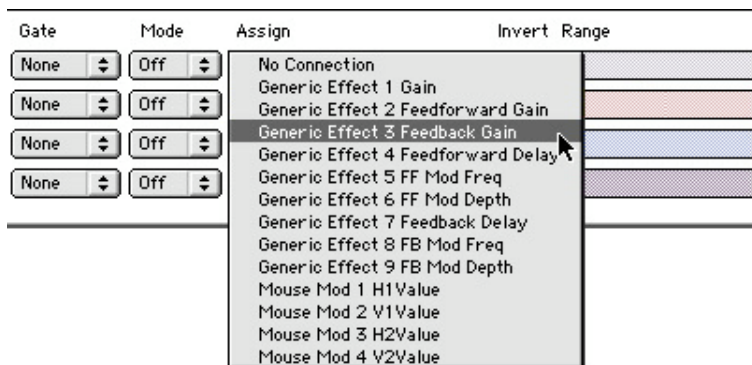 Gate Mode Assign Invert Range
None Off No Connection
Generic Effect 1 Gain
None Off Generic Effect 2 Feedforward Gain
Generic Effect 3 Feedback Gain
None Off Generic Effect 4 Feedforward Delay
Generic Effect 5 FF Mod Freq
None Off Generic Effect 6 FF Mod Depth
Generic Effect 7 Feedback Delay
Generic Effect 8 FB Mod Freq
Generic Effect 9 FB Mod Depth
Mouse Mod 1 H1Value
Mouse Mod 2 V1Value
Mouse Mod 3 H2Value
Mouse Mod 4 V2Value